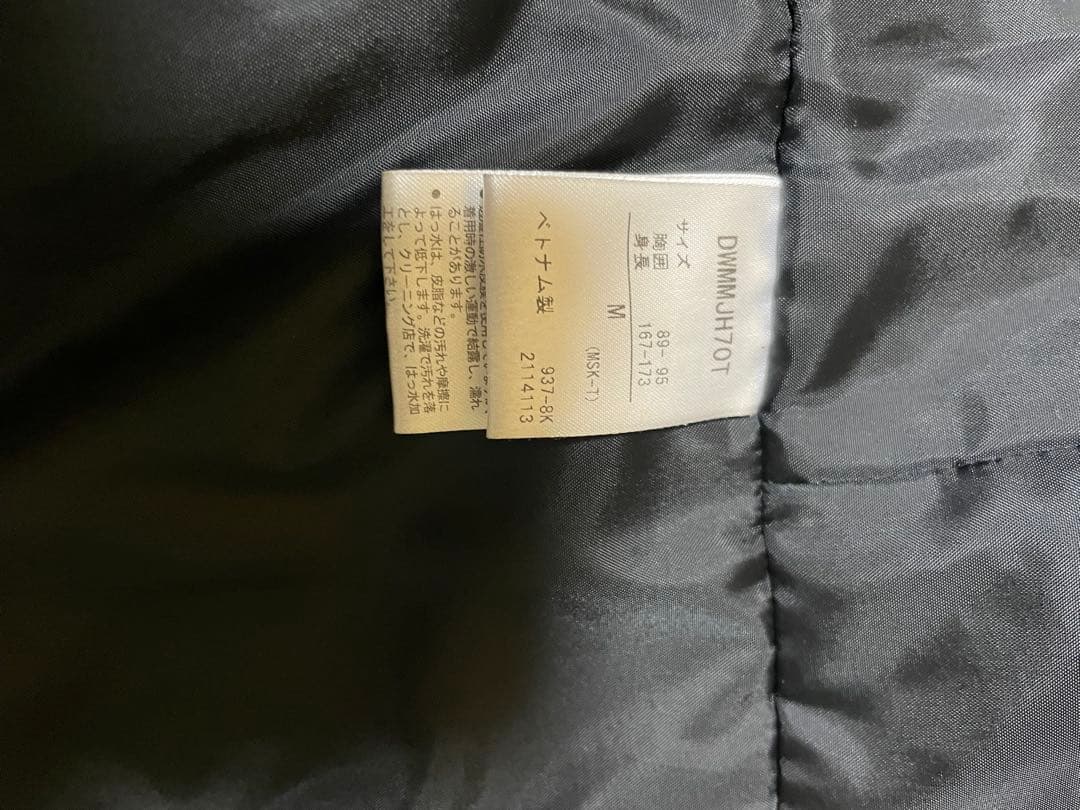 DWMMJH70T
サイズ
胸囲 89- 95
身長 167-173
M
(MSK-T)
ベトナム製 937-8K
2114113
着用時の激しい運動で結露し、濡れ
ることがあります。
● はっ水は、皮脂などの汚れや摩擦に
よって低下します。洗濯で汚れを落
とし、クリーニング店で、はっ水加
工をして下さい